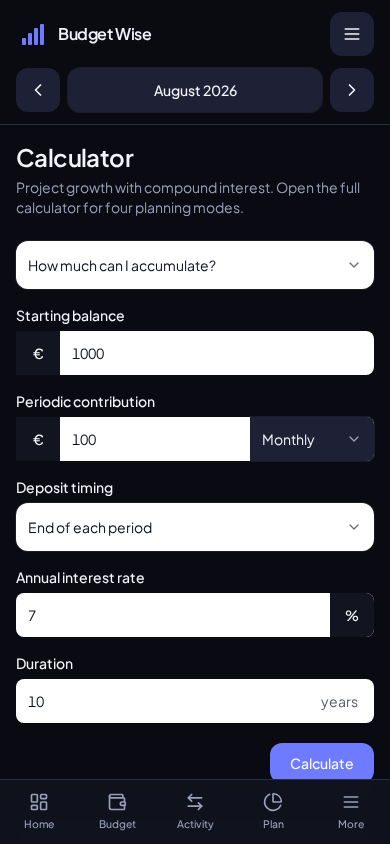 Budget Wise
August 2026
Calculator
Project growth with compound interest. Open the full
calculator for four planning modes.
How much can I accumulate?
Starting balance
€ 1000
Periodic contribution
€ 100 Monthly
Deposit timing
End of each period
Annual interest rate
7 %
Duration
10 years
Calculate
Home Budget Activity Plan More